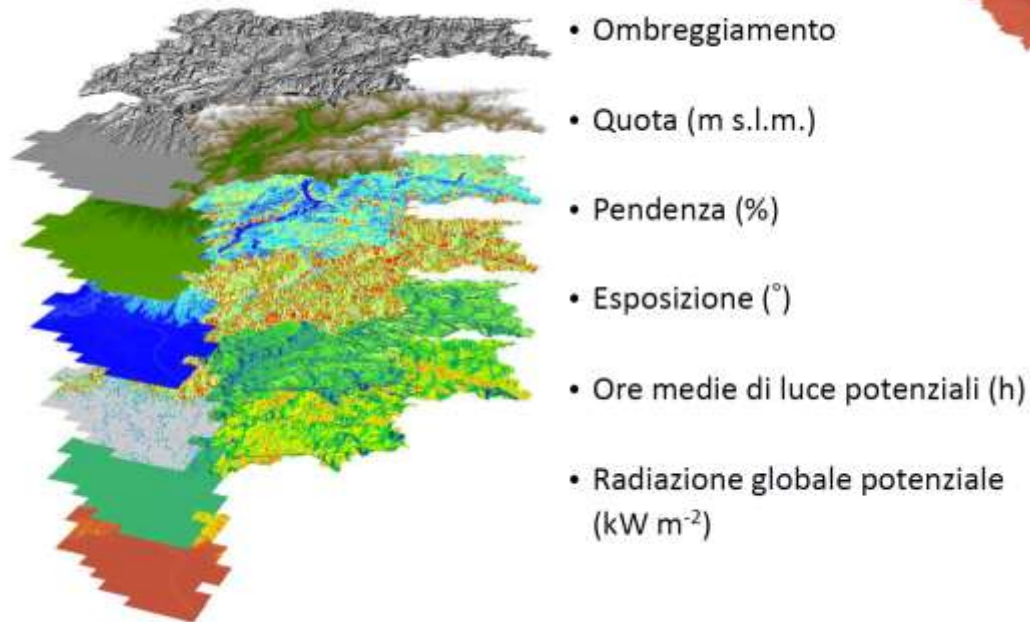 • Ombreggiamento
• Quota (m s.l.m.)
• Pendenza (%)
• Esposizione (°)
• Ore medie di luce potenziali (h)
• Radiazione globale potenziale
(kW m⁻²)